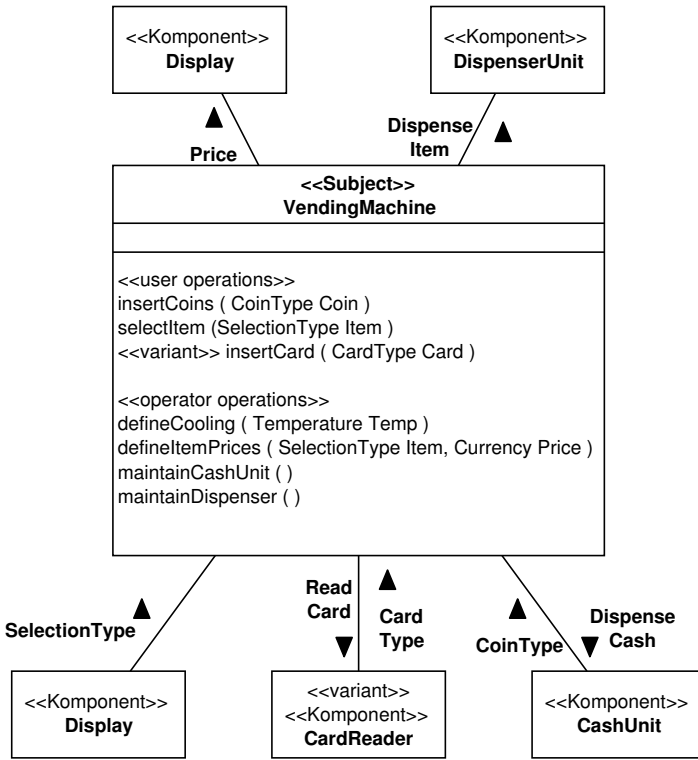 <<Komponent>>
Display
<<Komponent>>
DispenserUnit
Price
Dispense
Item
<<Subject>>
VendingMachine
<<user operations>>
insertCoins ( CoinType Coin )
selectItem (SelectionType Item )
<<variant>> insertCard ( CardType Card )
<<operator operations>>
defineCooling ( Temperature Temp )
defineItemPrices ( SelectionType Item, Currency Price )
maintainCashUnit ( )
maintainDispenser ( )
SelectionType
Read
Card
Card
Type
CoinType
Dispense
Cash
<<Komponent>>
Display
<<variant>>
<<Komponent>>
CardReader
<<Komponent>>
CashUnit